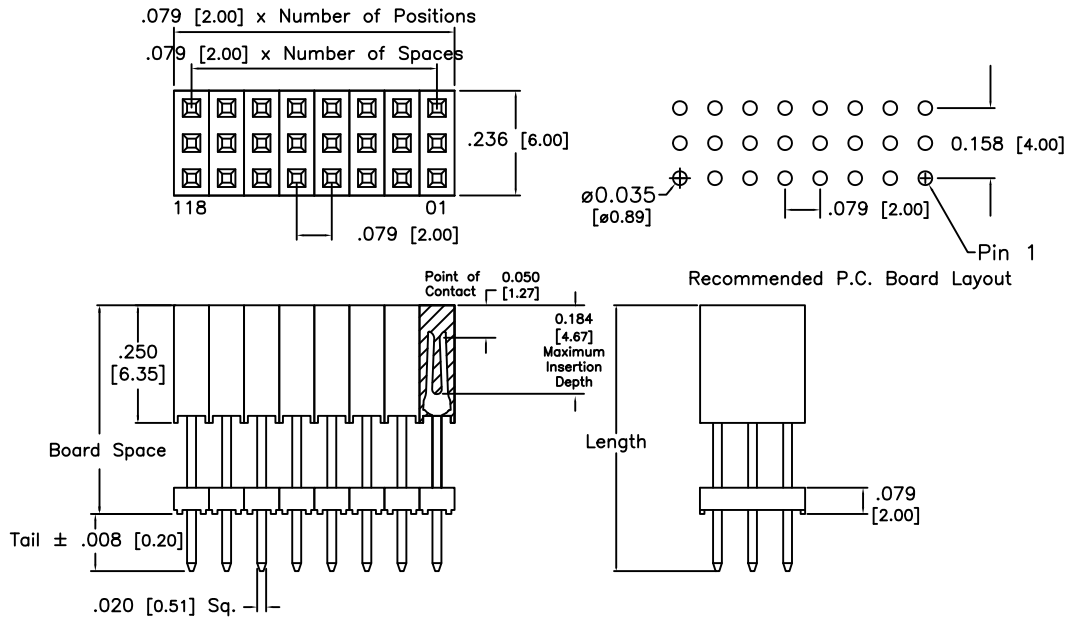 .079 [2.00] x Number of Positions
.079 [2.00] x Number of Spaces
.236 [6.00]
118
01
.079 [2.00]
0.158 [4.00]
ø0.035
[ø0.89]
.079 [2.00]
Pin 1
Recommended P.C. Board Layout
Point of
Contact
0.050
[1.27]
0.184
[4.67]
Maximum
Insertion
Depth
.250
[6.35]
Board Space
Length
.079
[2.00]
Tail ± .008 [0.20]
.020 [0.51] Sq.